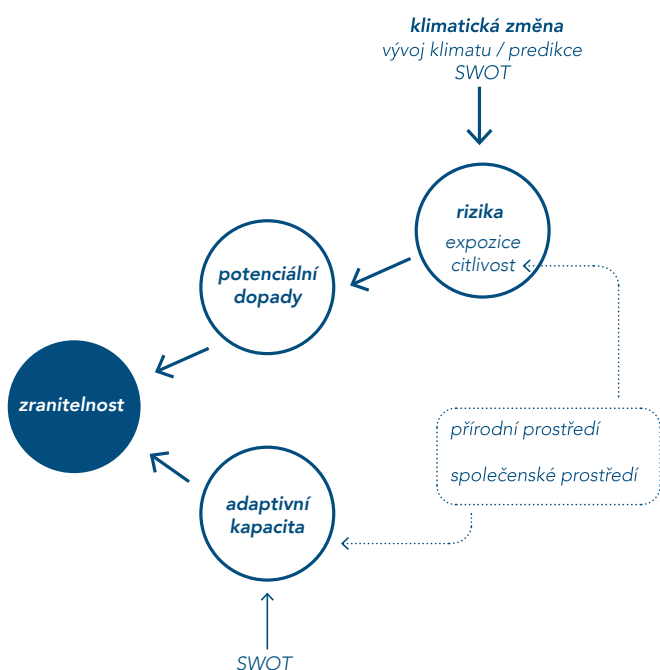 klimatická změna
vývoj klimatu / predikce
SWOT
rizika
expozice
citlivost
potenciální
dopady
zranitelnost
přírodní prostředí
společenské prostředí
adaptivní
kapacita
SWOT